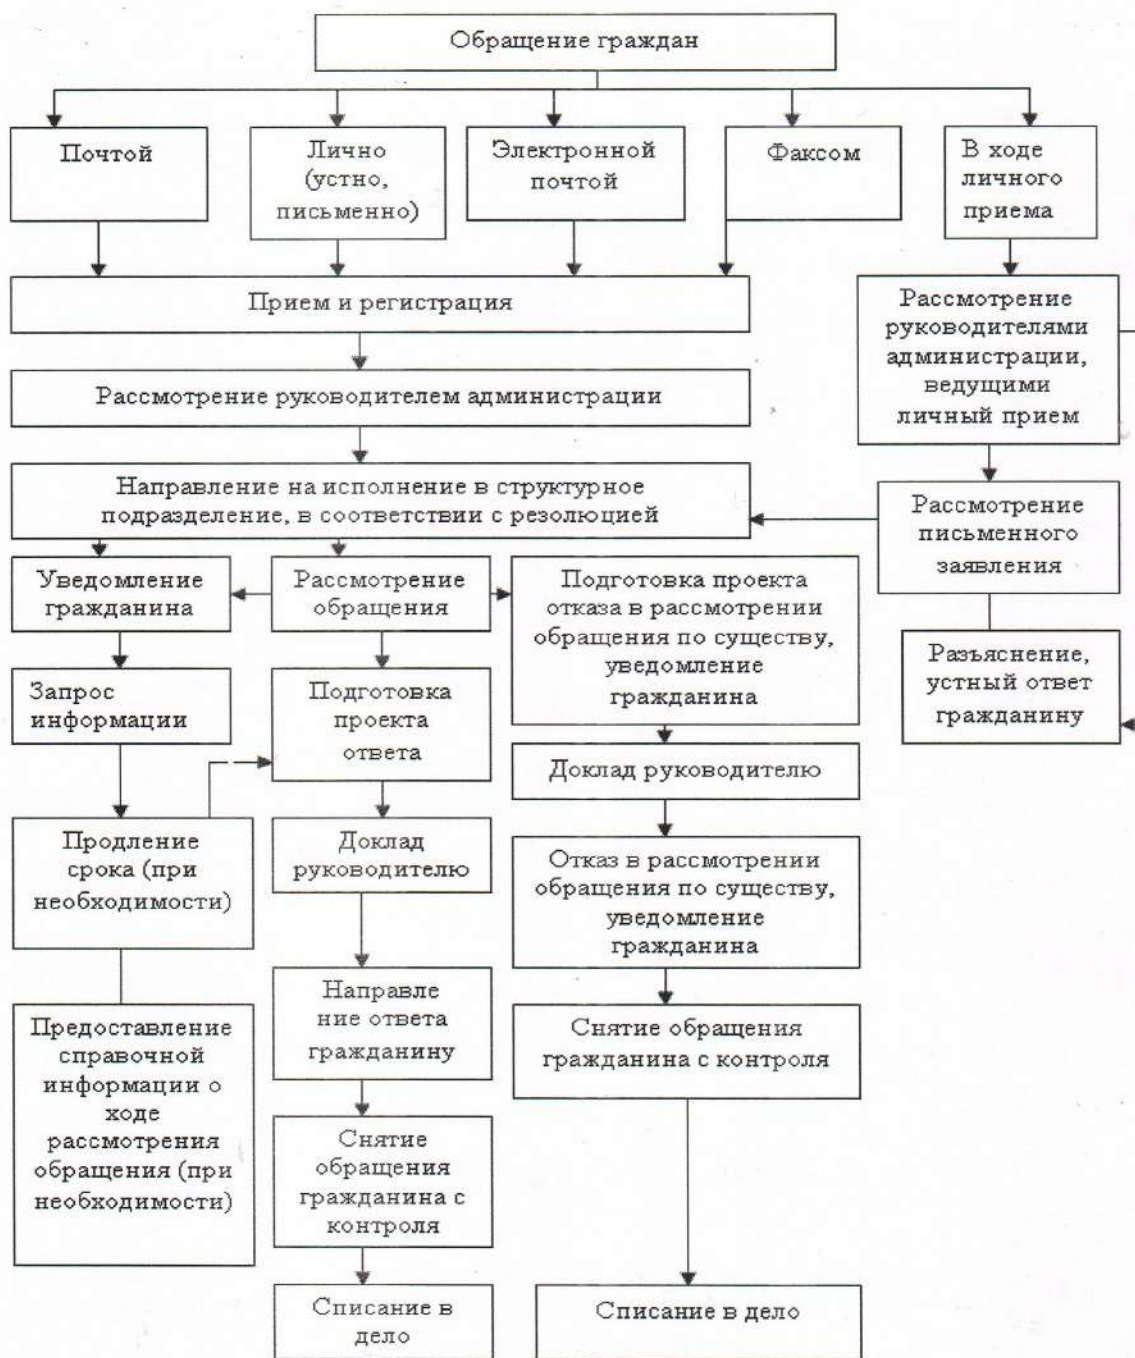 Обращение граждан
Почтой
Лично
(устно,
письменно)
Электронной
почтой
Факсом
В ходе
личного
приема
Прием и регистрация
Рассмотрение
руководителями
администрации,
ведущими
личный прием
Рассмотрение руководителем администрации
Направление на исполнение в структурное
подразделение, в соответствии с резолюцией
Рассмотрение
письменного
заявления
Уведомление
гражданина
Рассмотрение
обращения
Подготовка проекта
отказа в рассмотрении
обращения по существу,
уведомление
гражданина
Разъяснение,
устный ответ
гражданину
Запрос
информации
Подготовка
проекта
ответа
Доклад руководителю
Продление
срока (при
необходимости)
Доклад
руководителю
Отказ в рассмотрении
обращения по существу,
уведомление
гражданина
Предоставление
справочной
информации о
ходе
рассмотрения
обращения (при
необходимости)
Направле
ние ответа
гражданину
Снятие обращения
гражданина с контроля
Снятие
обращения
гражданина с
контроля
Списание в
дело
Списание в дело